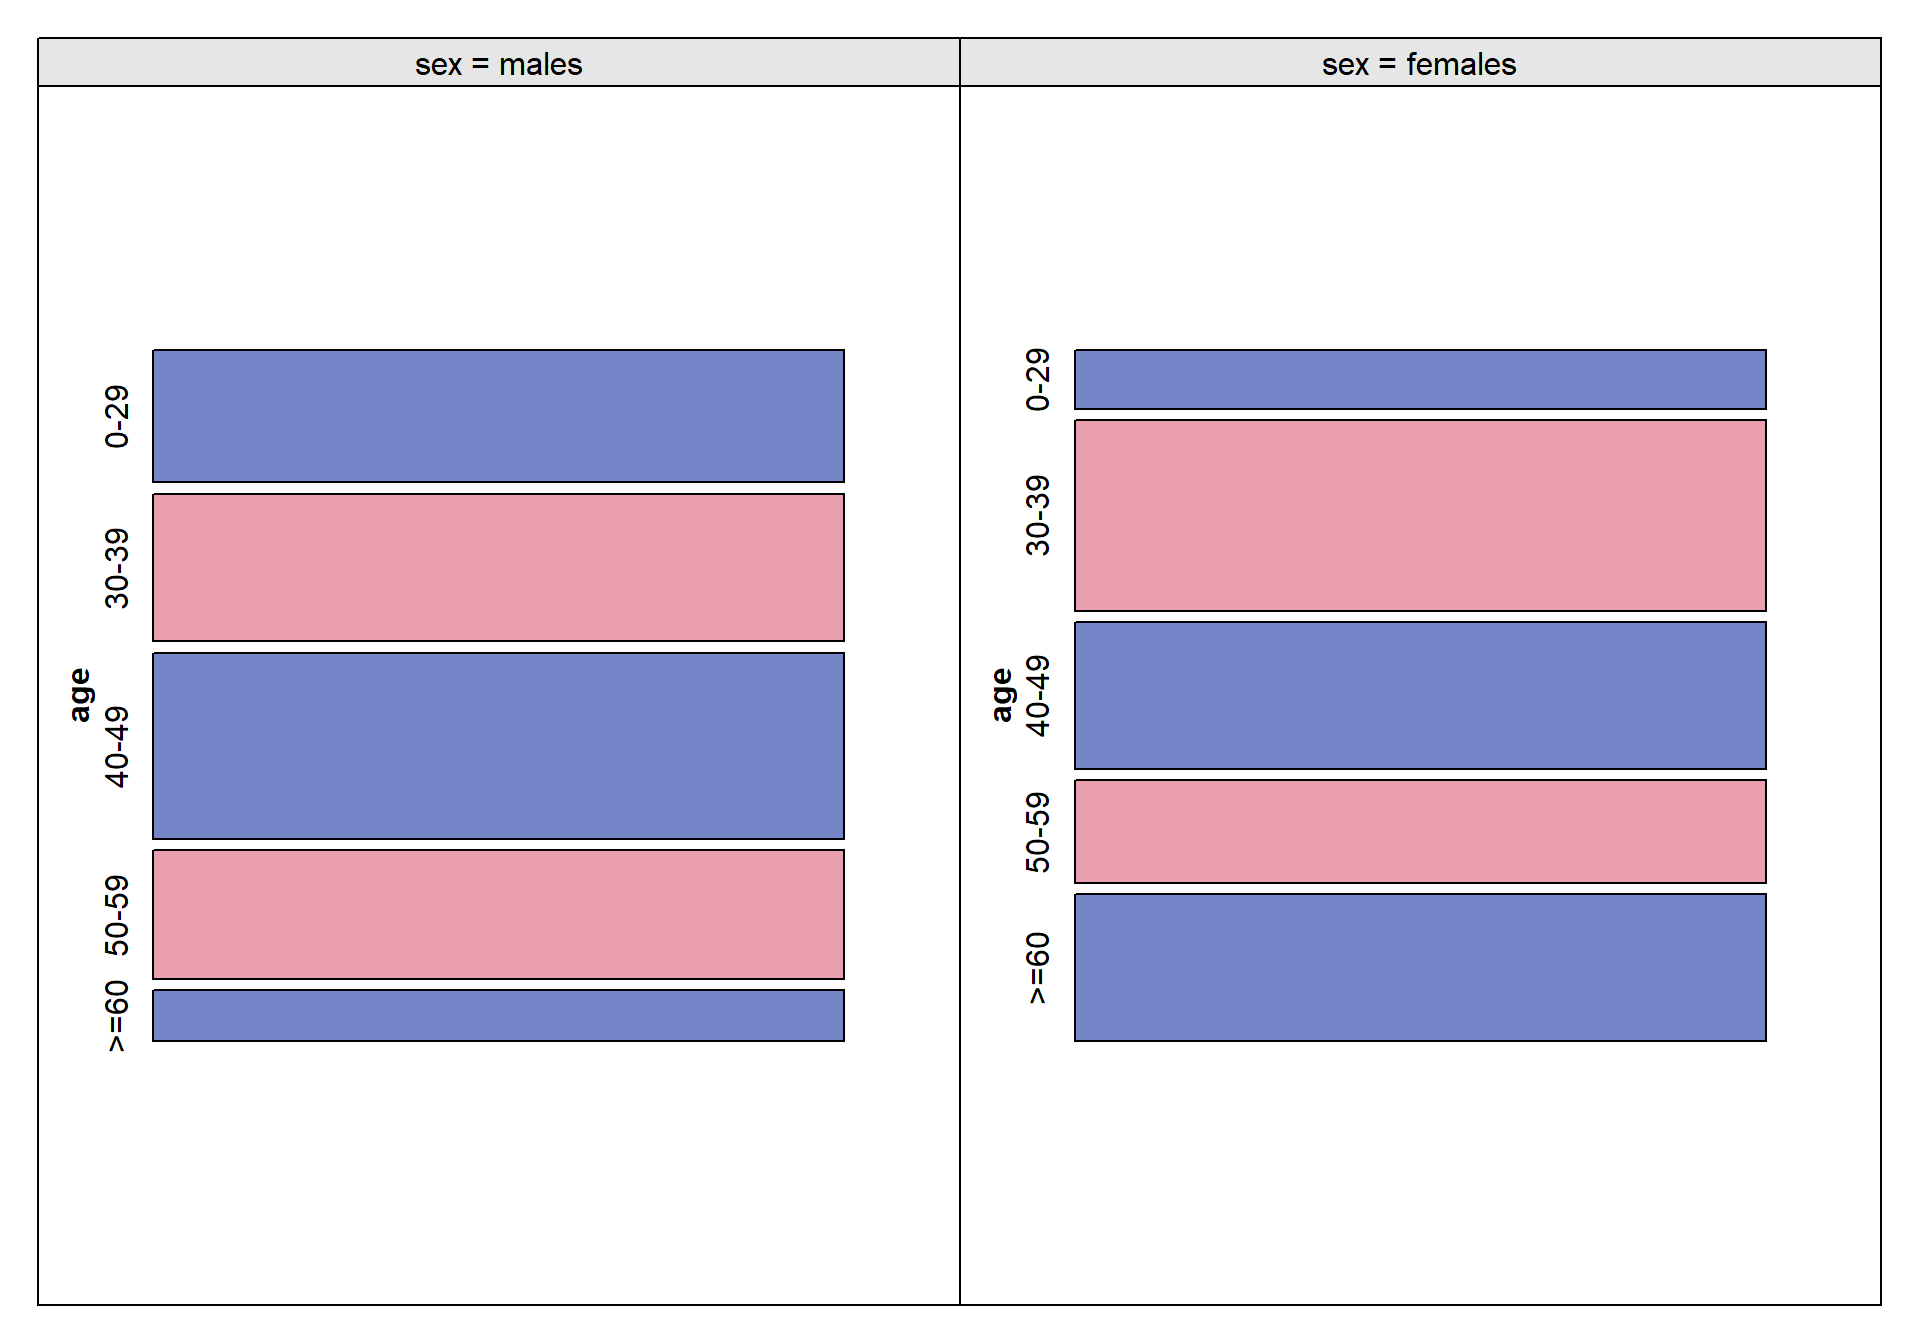 sex = males
sex = females
age
0-29
30-39
40-49
50-59
>=60
age
0-29
30-39
40-49
50-59
>=60